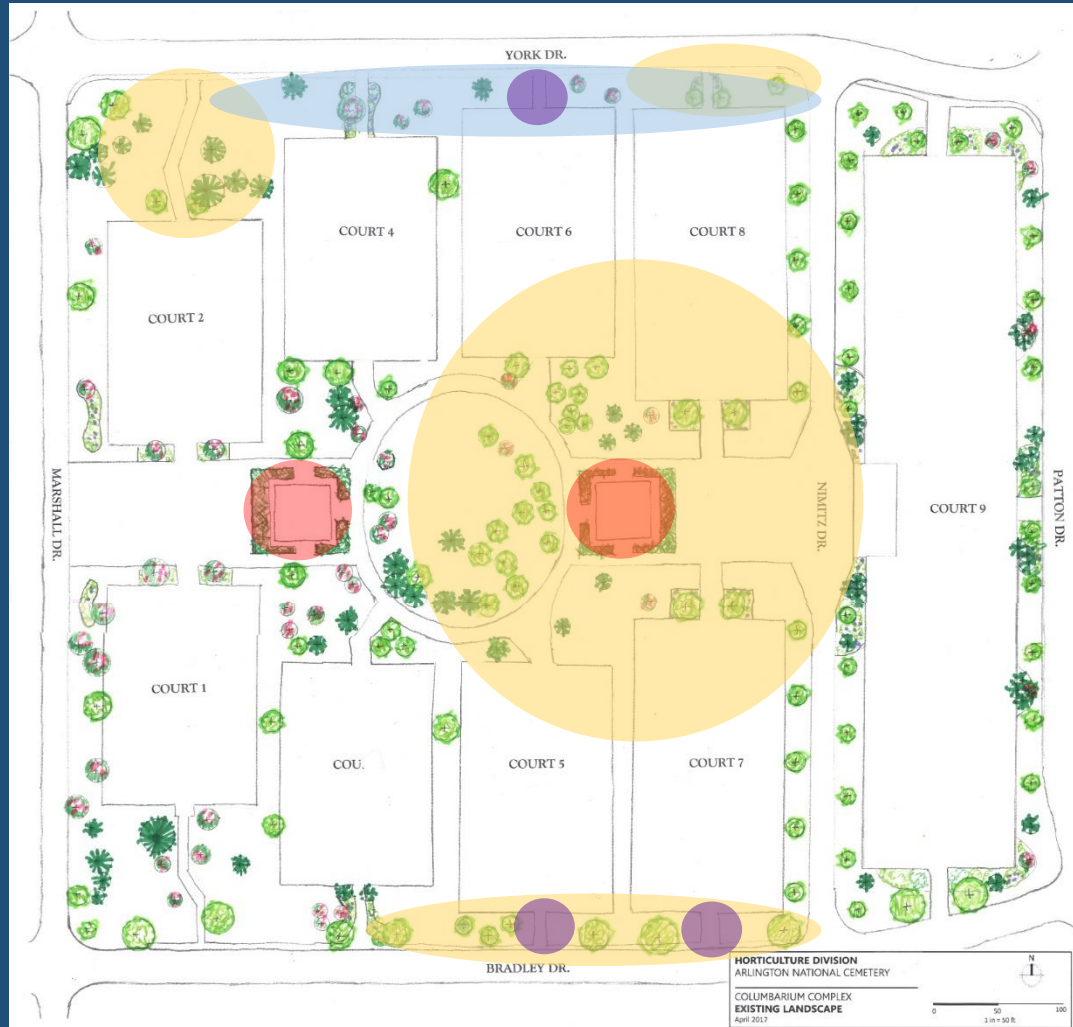 YORK DR.
COURT 4
COURT 6
COURT 8
COURT 2
MARSHALL DR.
NIMITZ DR.
COURT 9
PATTON DR.
COURT 1
COU.
COURT 5
COURT 7
BRADLEY DR.
HORTICULTURE DIVISION
ARLINGTON NATIONAL CEMETERY
COLUMBARIUM COMPLEX
EXISTING LANDSCAPE
April 2017
N
0 50 100
1 in = 50 ft